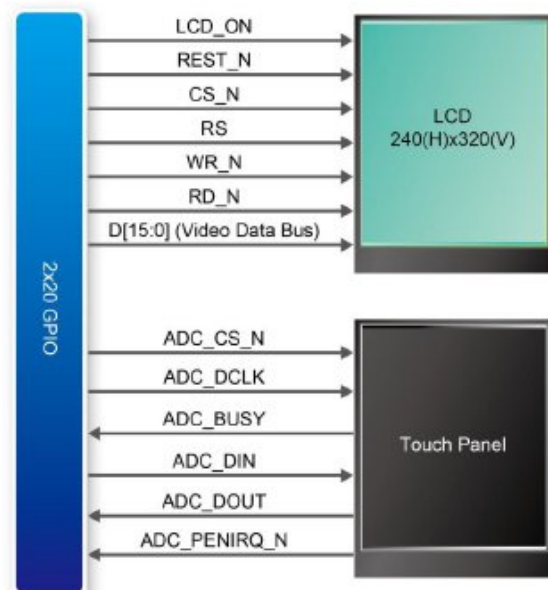 2x20 GPIO
LCD_ON
REST_N
CS_N
RS
WR_N
RD_N
D[15:0] (Video Data Bus)
LCD
240(H)x320(V)
ADC_CS_N
ADC_DCLK
ADC_BUSY
ADC_DIN
ADC_DOUT
ADC_PENIRQ_N
Touch Panel